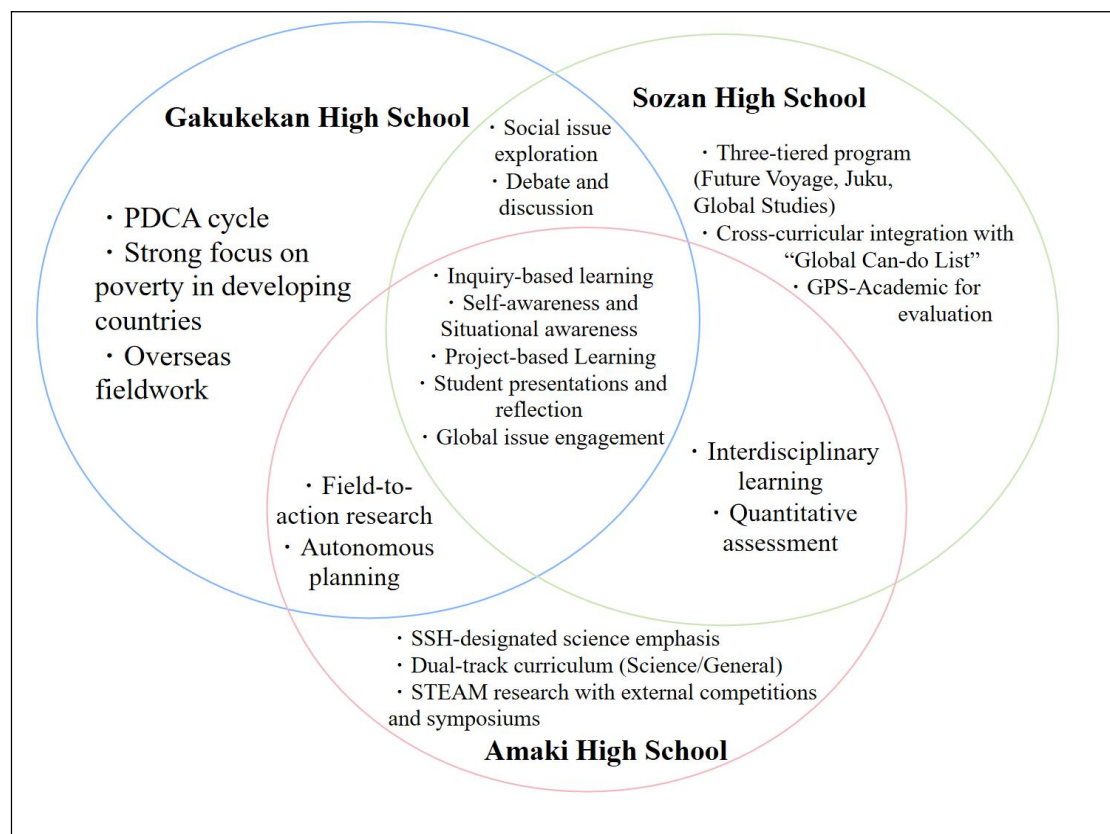 Gakukekan High School
・PDCA cycle
・Strong focus on
poverty in developing
countries
・Overseas
fieldwork
・Social issue
exploration
・Debate and
discussion
Sozan High School
・Three-tiered program
(Future Voyage, Juku,
Global Studies)
・Cross-curricular integration with
“Global Can-do List”
・GPS-Academic for
evaluation
・Inquiry-based learning
・Self-awareness and
Situational awareness
・Project-based Learning
・Student presentations and
reflection
・Global issue engagement
・Field-to-
action research
・Autonomous
planning
・Interdisciplinary
learning
・Quantitative
assessment
・SSH-designated science emphasis
・Dual-track curriculum (Science/General)
・STEAM research with external competitions
and symposiums
Amaki High School